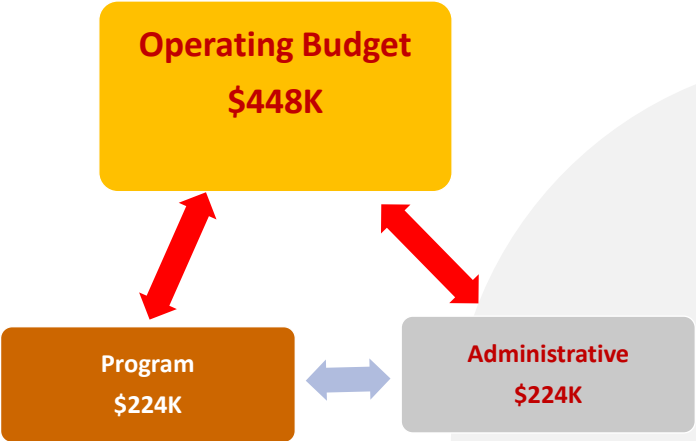 Operating Budget
$448K
Program
$224K
Administrative
$224K